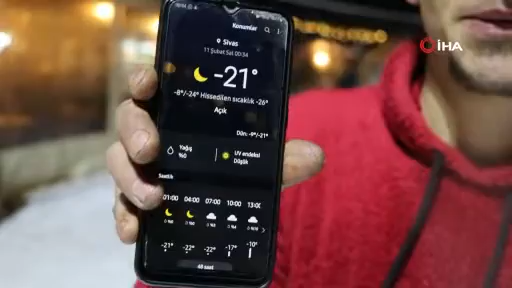 Konumlar
Sivas
11 Şubat Sal 00:34
-21°
-8°/-24° Hissedilen sıcaklık -26°
Açık
Dün: -9°/-21°
Yağış
%0
UV endeksi
Düşük
Saatlik
01:00 04:00 07:00 10:00 13:00
-21° -22° -22° -17° -10°
48 saat
İHA